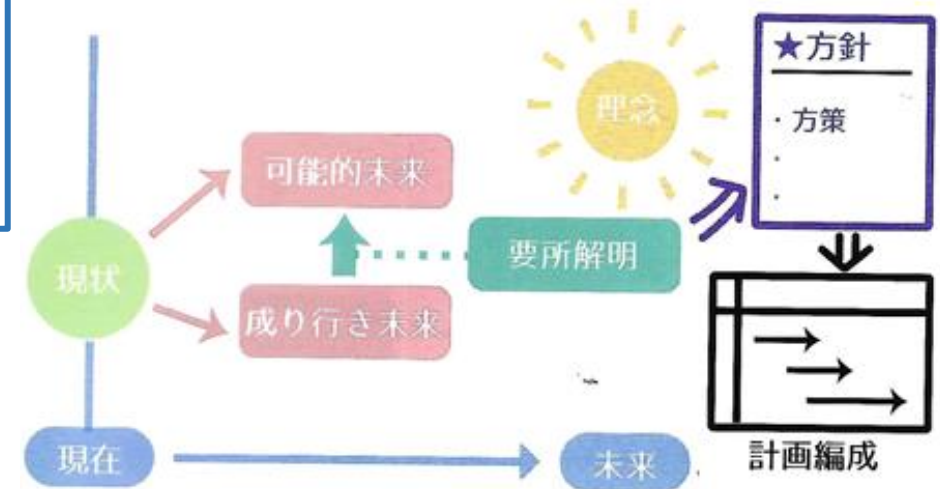 理念
★方針
・方策
・
・
可能的未来
要所解明
現状
成り行き未来
計画編成
現在
未来